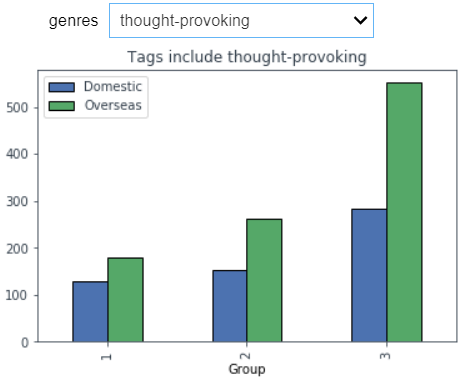 genres thought-provoking
Tags include thought-provoking
Domestic
Overseas
500
400
300
200
100
0
1 2 3
Group